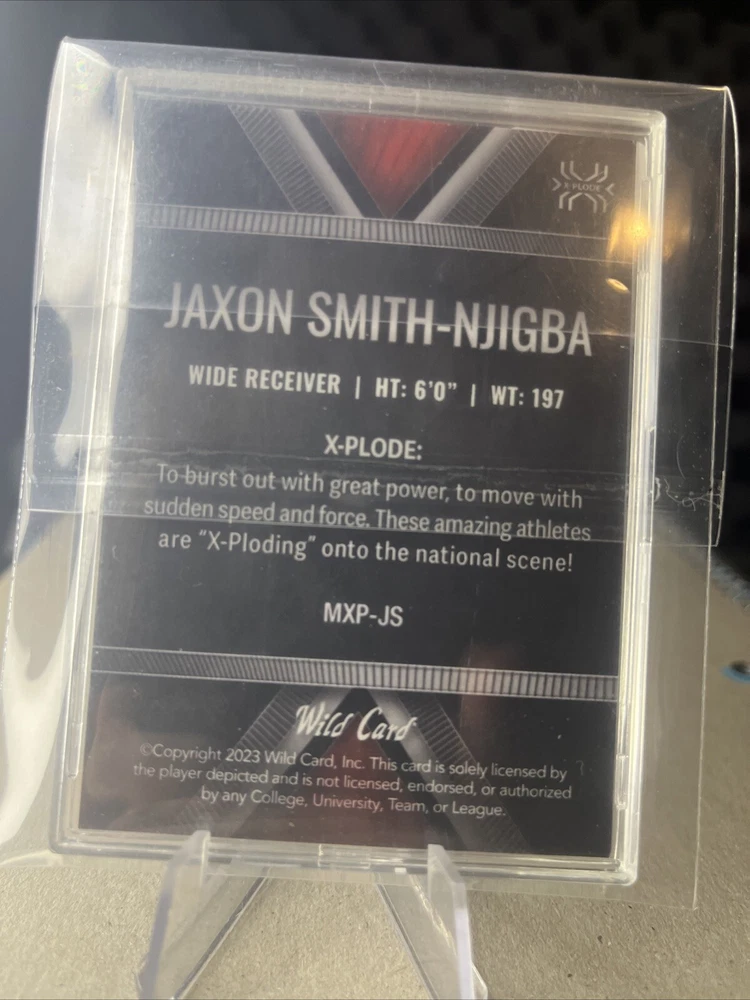 X-PLODE
JAXON SMITH-NJIGBA
WIDE RECEIVER | HT: 6'0" | WT: 197
X-PLODE:
To burst out with great power, to move with
sudden speed and force. These amazing athletes
are "X-Ploding" onto the national scene!
MXP-JS
Wild Card
©Copyright 2023 Wild Card, Inc. This card is solely licensed by
the player depicted and is not licensed, endorsed, or authorized
by any College, University, Team, or League.